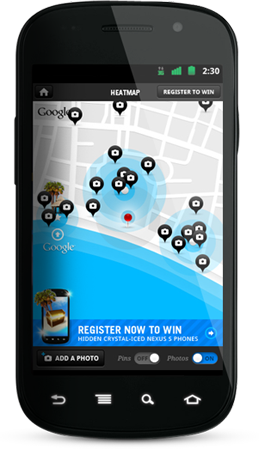 2:30
HEATMAP
REGISTER TO WIN
Google
Google
REGISTER NOW TO WIN
HIDDEN CRYSTAL-ICED NEXUS S PHONES
ADD A PHOTO
Pins OFF Photos ON